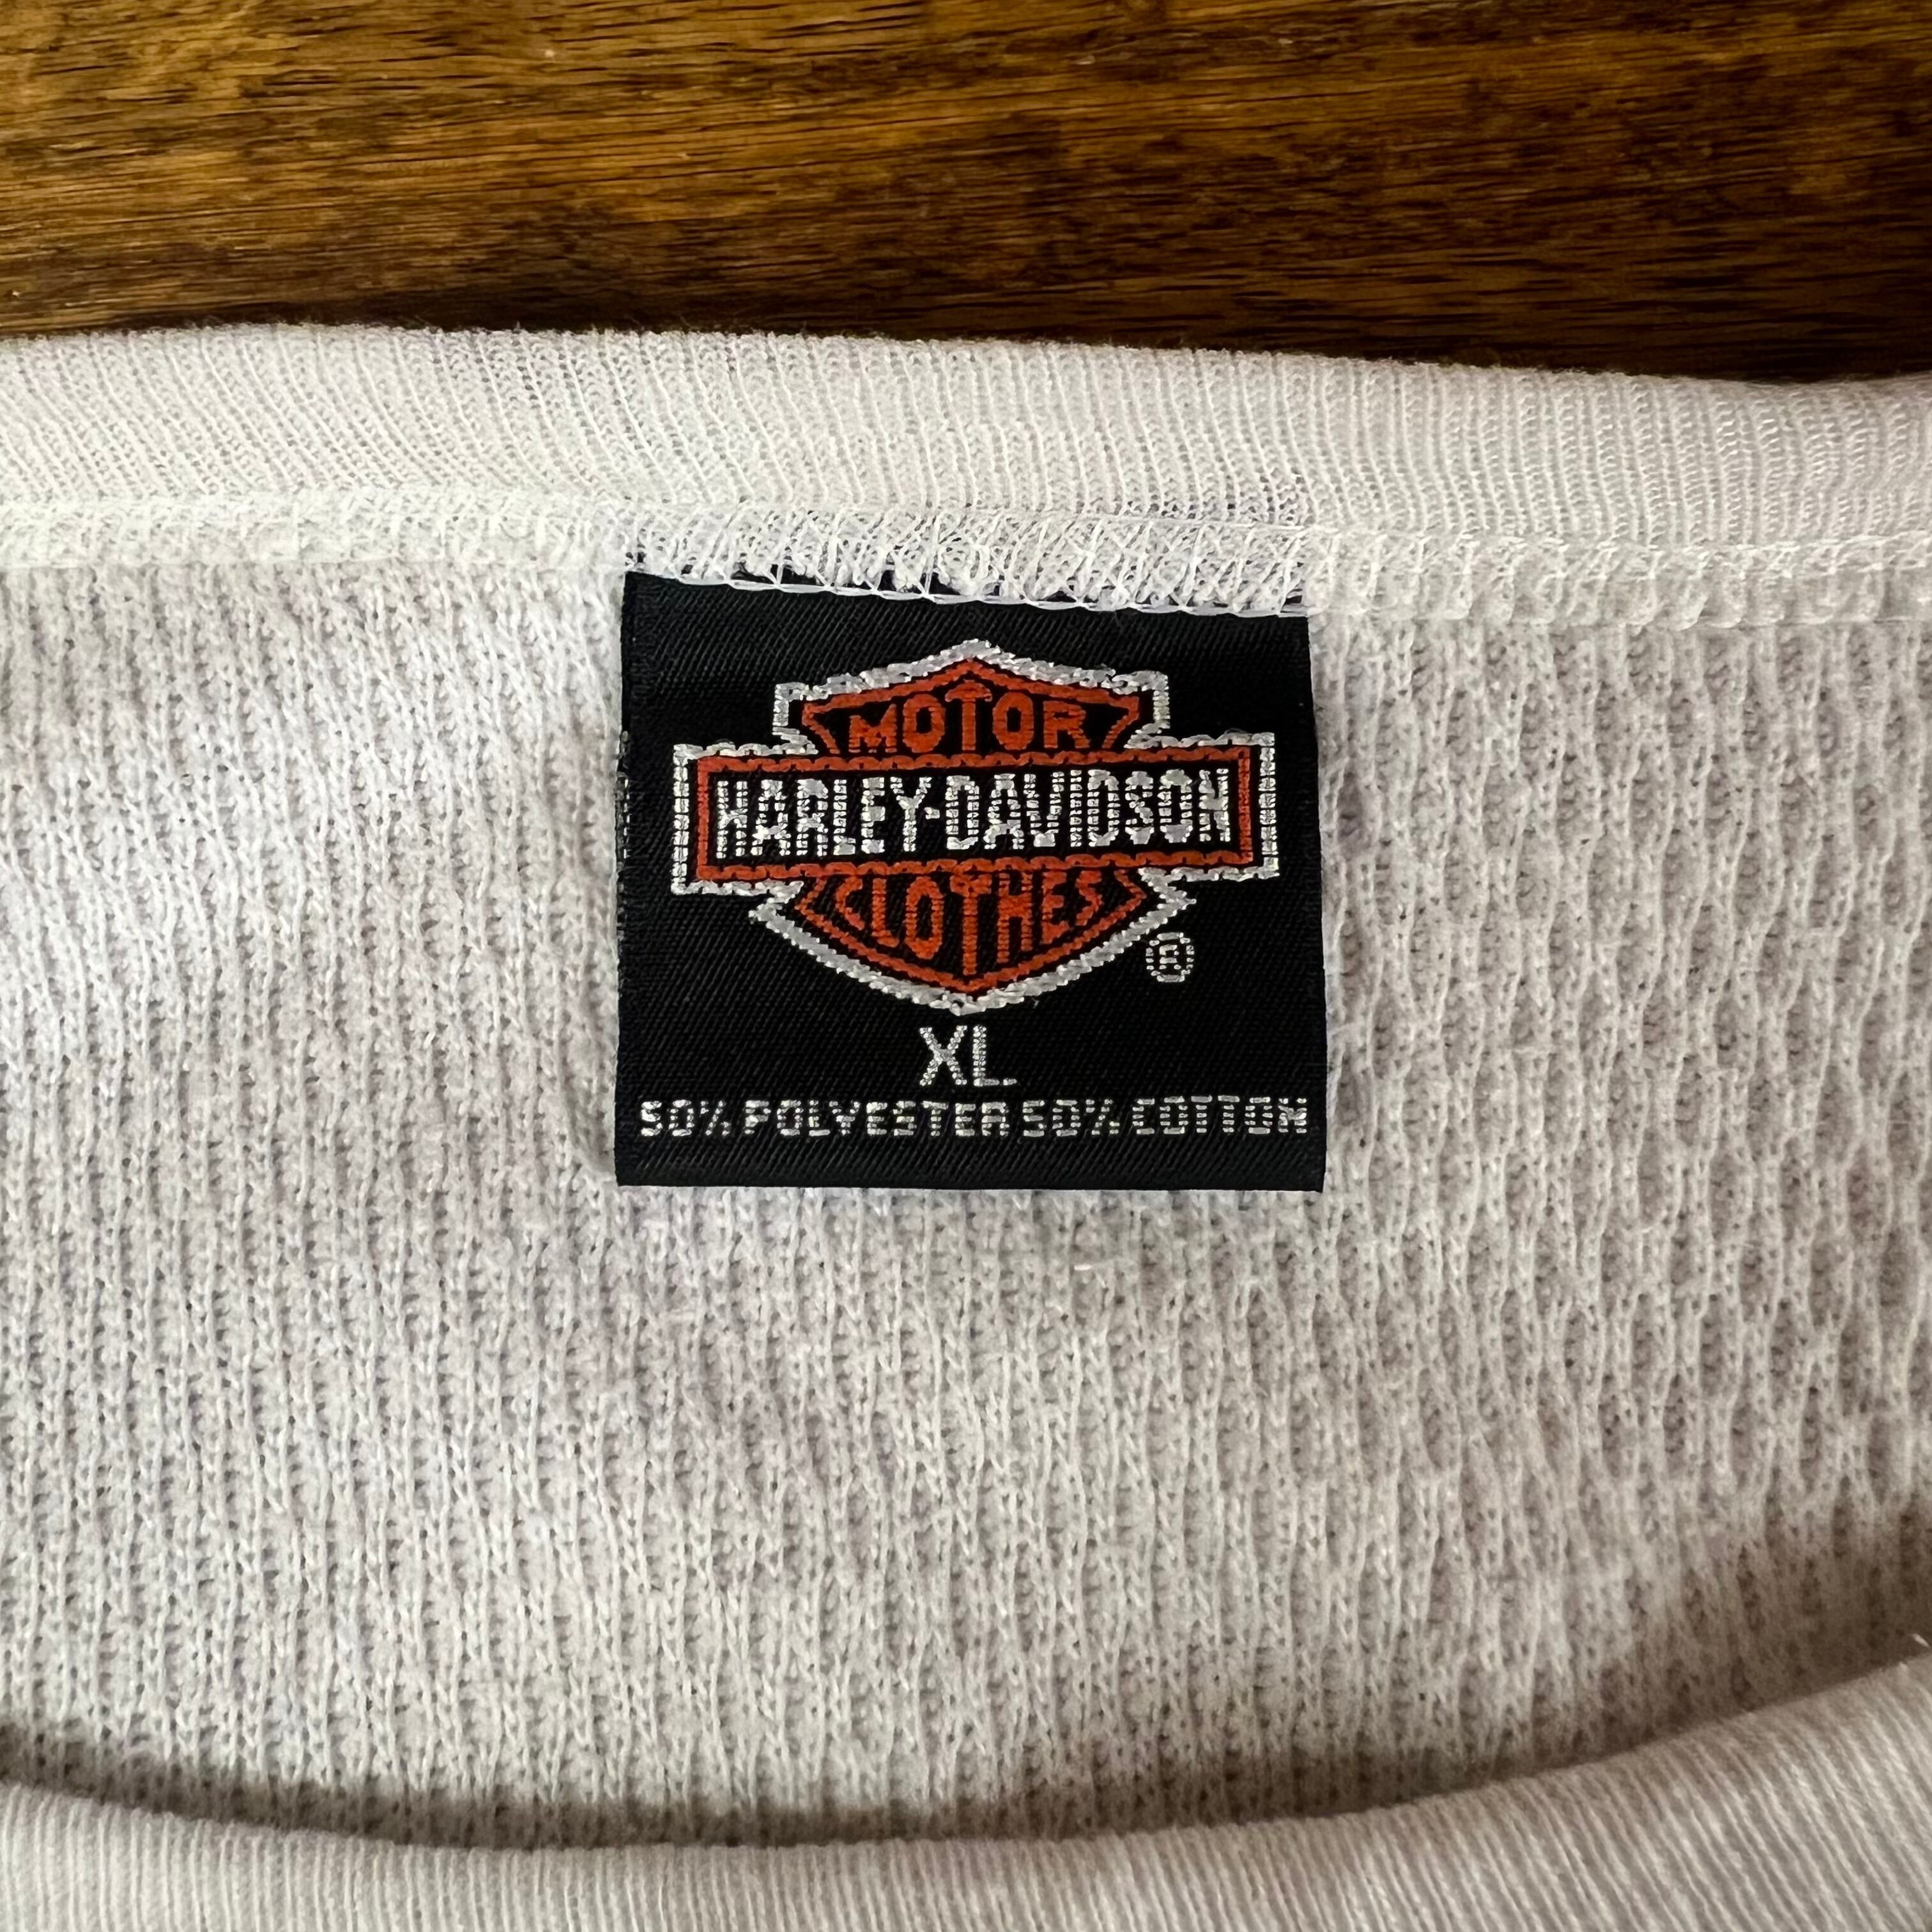 MOTOR
HARLEY-DAVIDSON
CLOTHES
®
XL
50% POLYESTER 50% COTTON